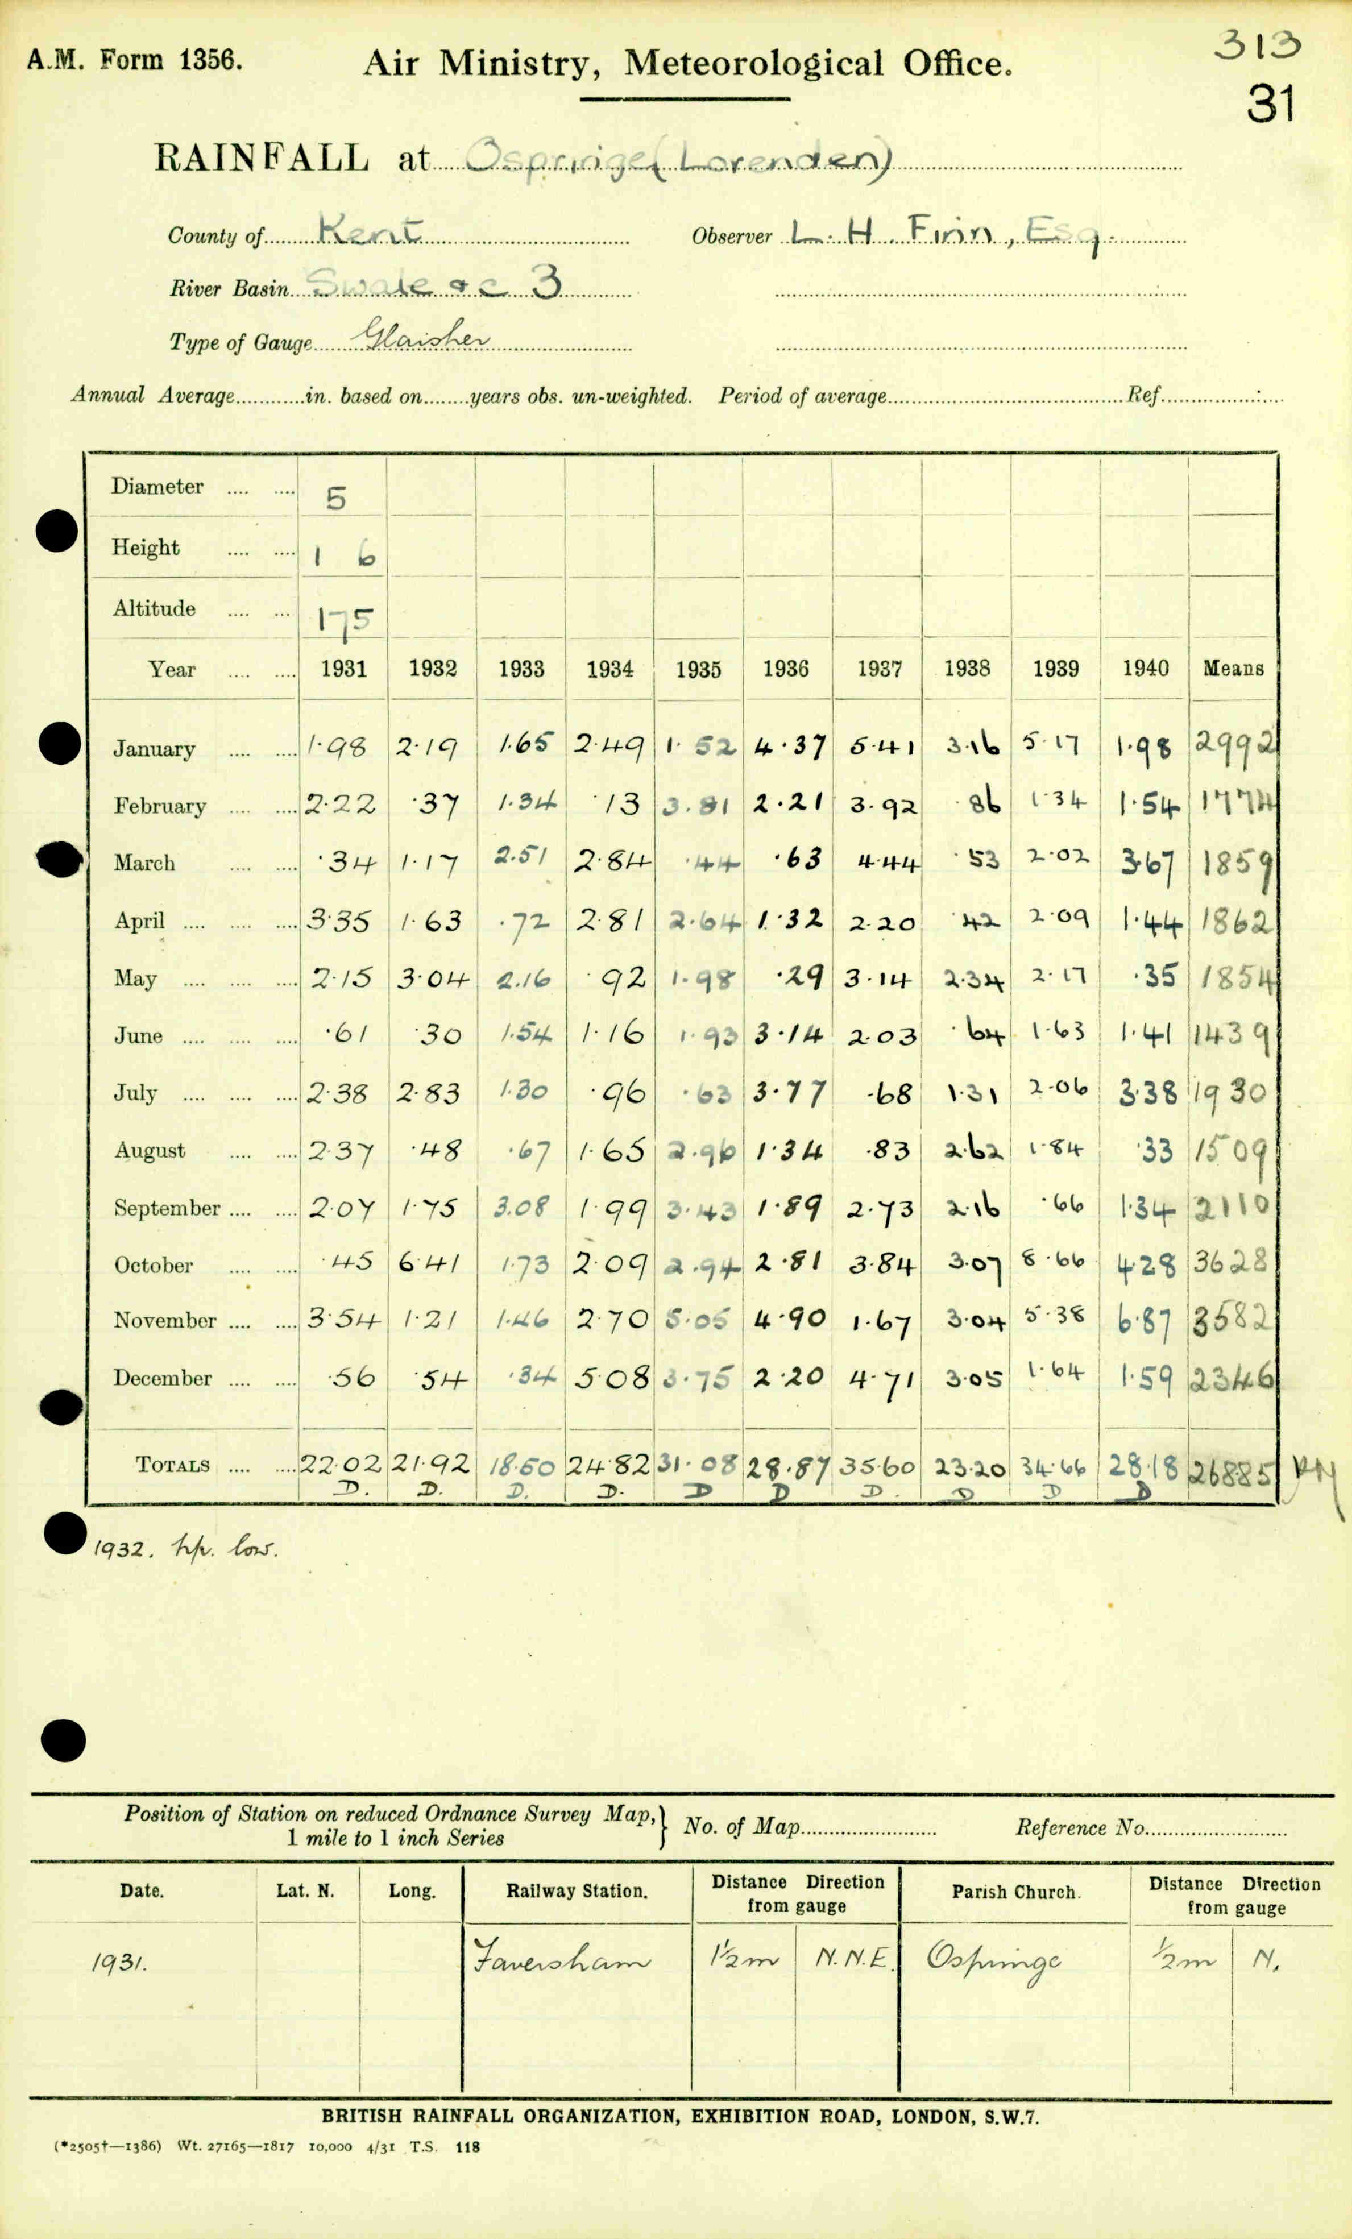 A.M. Form 1356.
Air Ministry, Meteorological Office.
313
31
RAINFALL at Ospringe (Lorenden)
County of Kent
Observer L. H. Finn, Esq.
River Basin Swale &c 3
Type of Gauge Glaisher
Annual Average in. based on years obs. un-weighted. Period of average Ref.
Diameter 5
Height 1 6
Altitude 175
Year 1931 1932 1933 1934 1935 1936 1937 1938 1939 1940 Means
January 1.98 2.19 1.65 2.49 1.52 4.37 5.41 3.16 5.17 1.98 2992
February 2.22 .37 1.34 .13 3.81 2.21 3.92 .86 1.34 1.54 1774
March .34 1.17 2.51 2.84 .44 .63 4.44 .53 2.02 3.67 1859
April 3.35 1.63 .72 2.81 2.64 1.32 2.20 .42 2.09 1.44 1862
May 2.15 3.04 2.16 .92 1.98 .29 3.14 2.34 2.17 .35 1854
June .61 .30 1.54 1.16 1.93 3.14 2.03 .64 1.63 1.41 1439
July 2.38 2.83 1.30 .96 .63 3.77 .68 1.31 2.06 3.38 1930
August 2.37 .48 .67 1.65 2.96 1.34 .83 2.62 1.84 .33 1509
September 2.07 1.75 3.08 1.99 3.43 1.89 2.73 2.16 .66 1.34 2110
October .45 6.41 1.73 2.09 2.94 2.81 3.84 3.07 8.66 4.28 3628
November 3.54 1.21 1.46 2.70 5.05 4.90 1.67 3.04 5.38 6.87 3582
December .56 .54 .34 5.08 3.75 2.20 4.71 3.05 1.64 1.59 2346
TOTALS 22.02 21.92 18.50 24.82 31.08 28.87 35.60 23.20 34.66 28.18 26885
D. D. D. D. D D D. D D D
1932. hp. low.
Position of Station on reduced Ordnance Survey Map, 1 mile to 1 inch Series
No. of Map
Reference No.
Date. Lat. N. Long. Railway Station. Distance Direction from gauge Parish Church. Distance Direction from gauge
1931. Faversham 1½m N.N.E. Ospringe ½m N.
BRITISH RAINFALL ORGANIZATION, EXHIBITION ROAD, LONDON, S.W.7.
(*2505†—1386) Wt. 27165—1817 10,000 4/31 T.S. 118